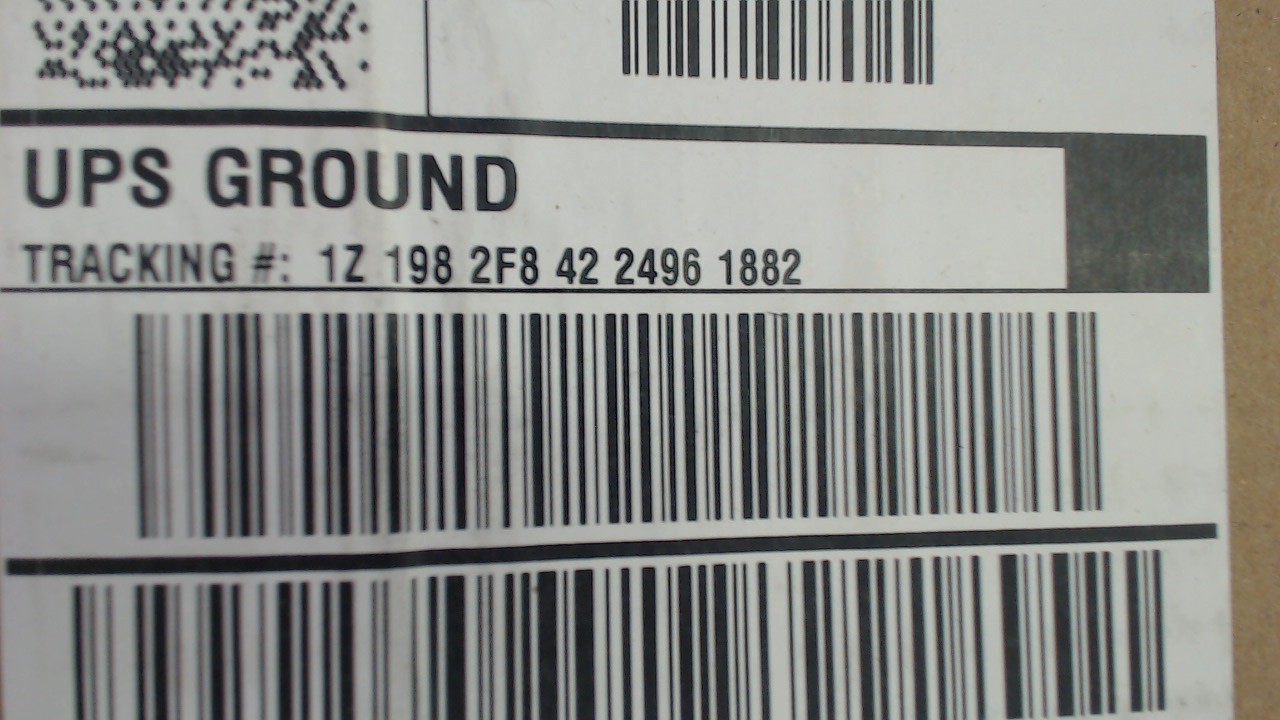 UPS GROUND
TRACKING #: 1Z 198 2F8 42 2496 1882